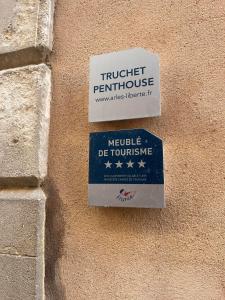 TRUCHET
PENTHOUSE
www.arles-liberte.fr
MEUBLÉ
DE TOURISME